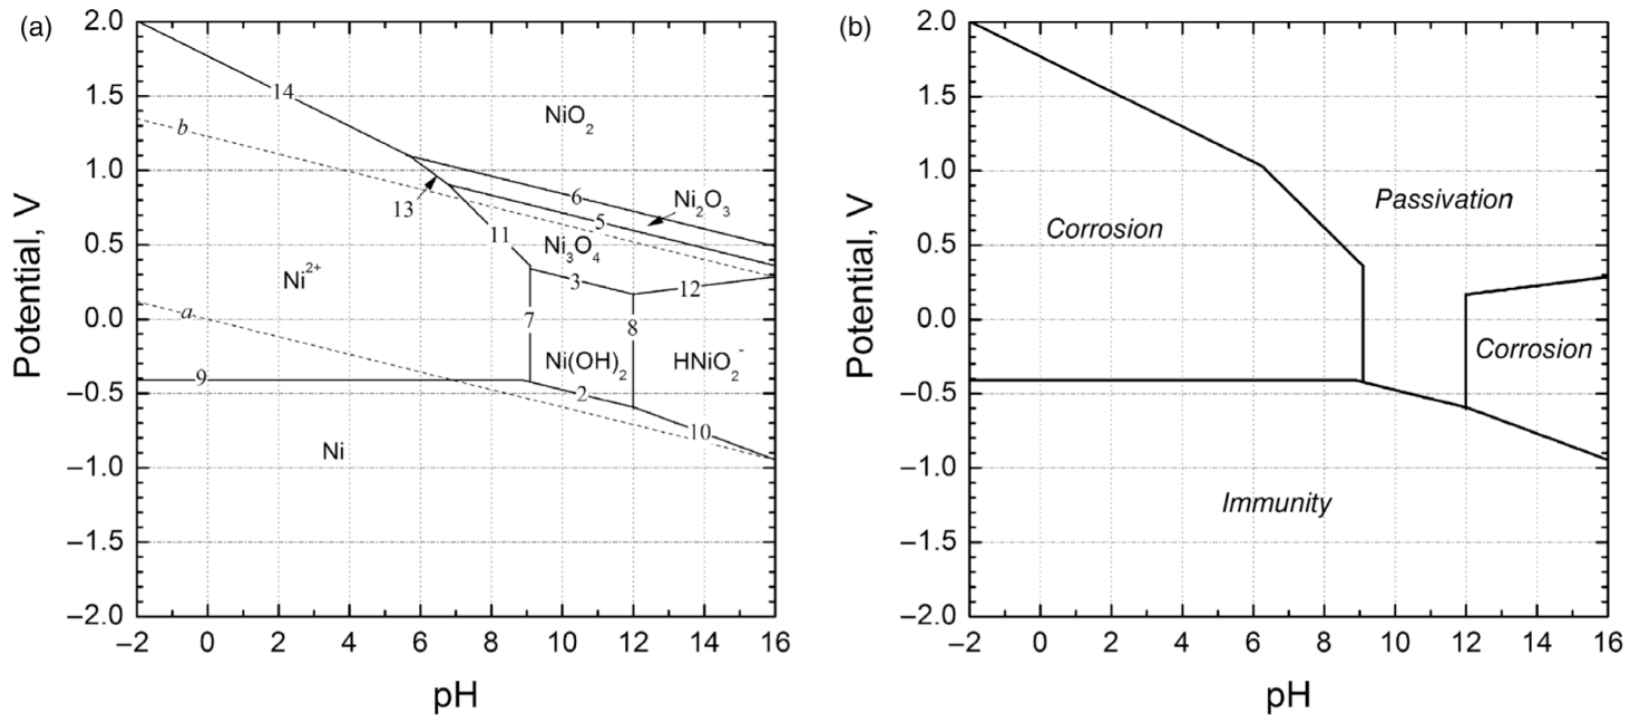 (a)
2.0
1.5
1.0
0.5
0.0
−0.5
−1.0
−1.5
−2.0
Potential, V
14
b
NiO₂
6
Ni₂O₃
13
5
11
Ni₃O₄
Ni²⁺
3
12
a
7
8
9
Ni(OH)₂
HNiO₂⁻
2
10
Ni
−2 0 2 4 6 8 10 12 14 16
pH
(b)
2.0
1.5
1.0
0.5
0.0
−0.5
−1.0
−1.5
−2.0
Potential, V
Passivation
Corrosion
Corrosion
Immunity
−2 0 2 4 6 8 10 12 14 16
pH